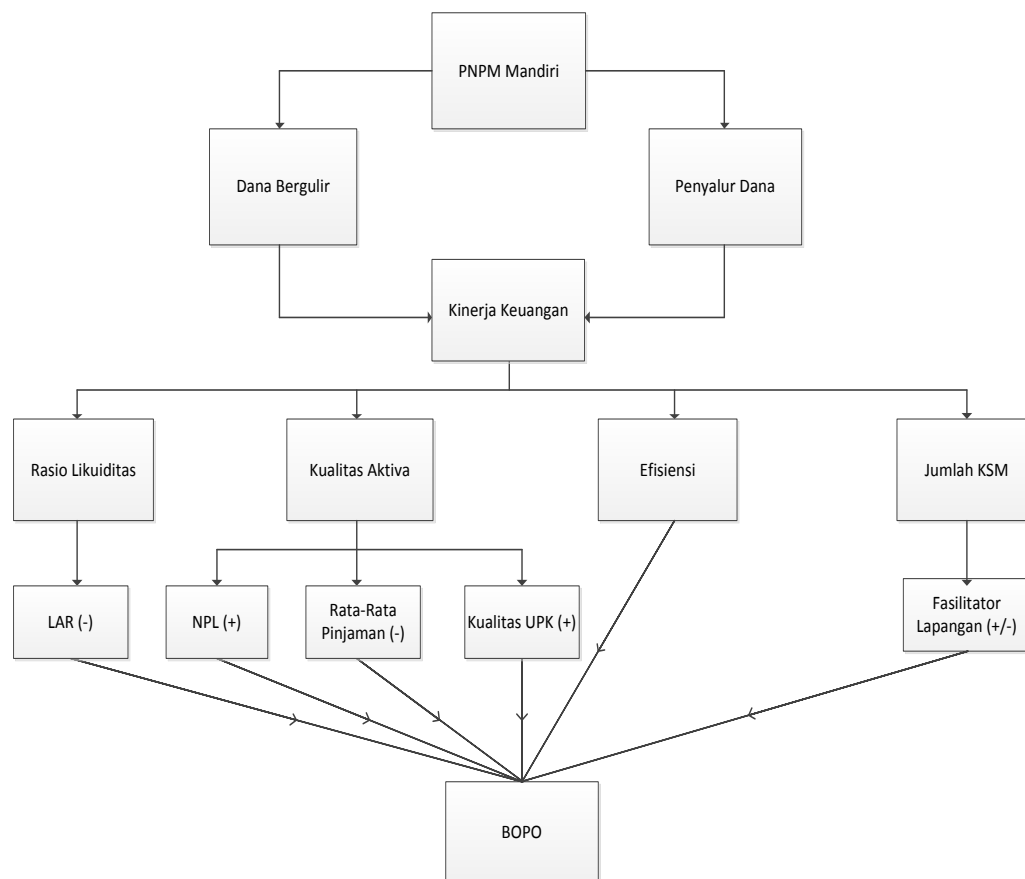 PNPM Mandiri
Dana Bergulir
Penyalur Dana
Kinerja Keuangan
Rasio Likuiditas
Kualitas Aktiva
Efisiensi
Jumlah KSM
LAR (-)
NPL (+)
Rata-Rata
Pinjaman (-)
Kualitas UPK (+)
Fasilitator
Lapangan (+/-)
BOPO